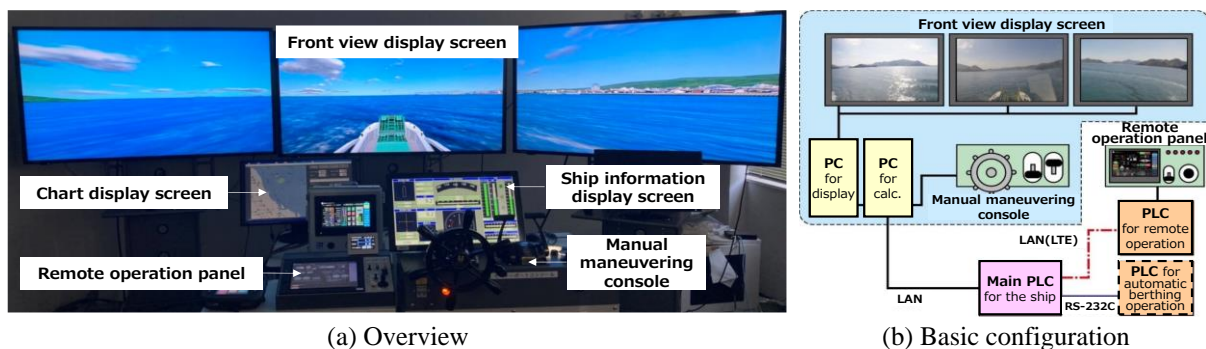 Front view display screen
Chart display screen
Ship information
display screen
Remote operation panel
Manual
maneuvering
console
(a) Overview
Front view display screen
Remote
operation panel
PC
for
display
PC
for
calc.
Manual maneuvering
console
LAN(LTE)
PLC
for remote
operation
Main PLC
for the ship
PLC for
automatic
berthing
operation
LAN
RS-232C
(b) Basic configuration